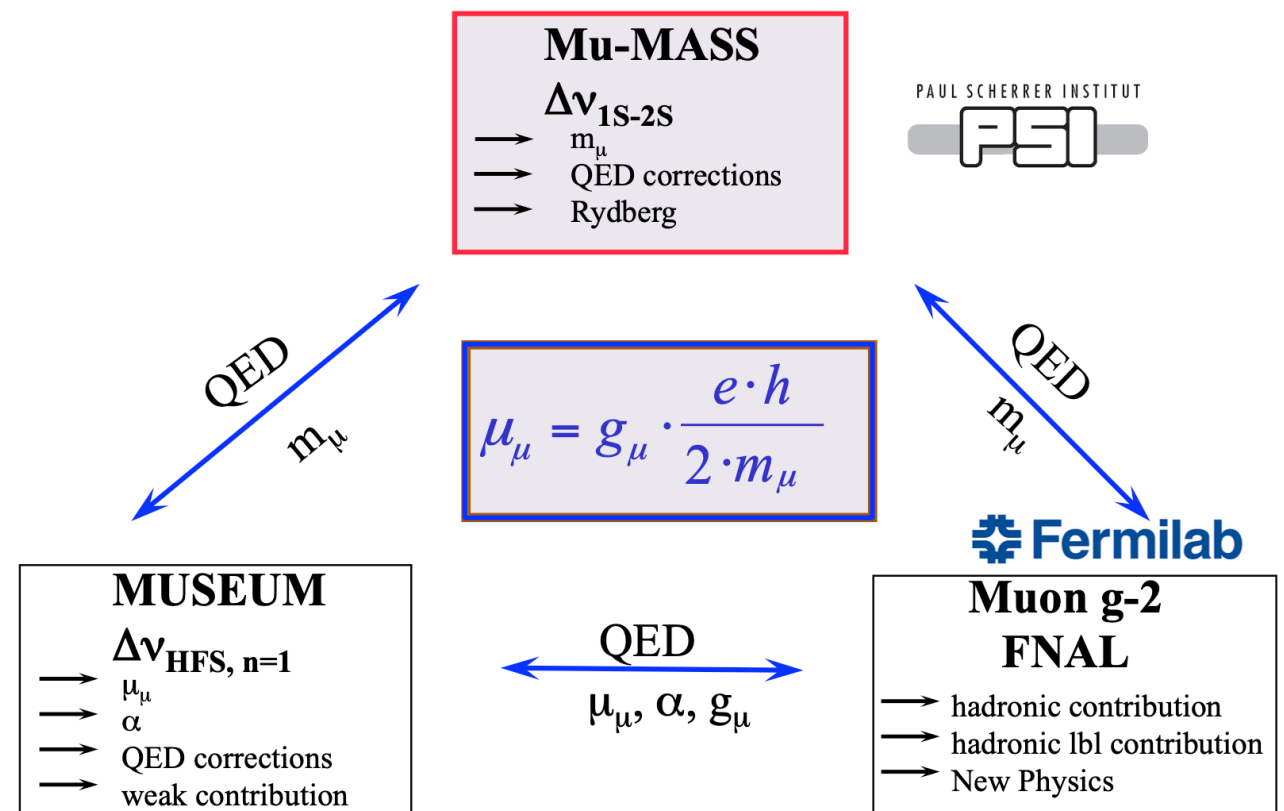 Mu-MASS
Δν1S-2S
→ mμ
→ QED corrections
→ Rydberg
PAUL SCHERRER INSTITUT
PSI
QED
mμ
μμ = gμ · e·h / 2·mμ
QED
mμ
Fermilab
MUSEUM
ΔνHFS, n=1
→ μμ
→ α
→ QED corrections
→ weak contribution
QED
μμ, α, gμ
Muon g-2
FNAL
→ hadronic contribution
→ hadronic lbl contribution
→ New Physics